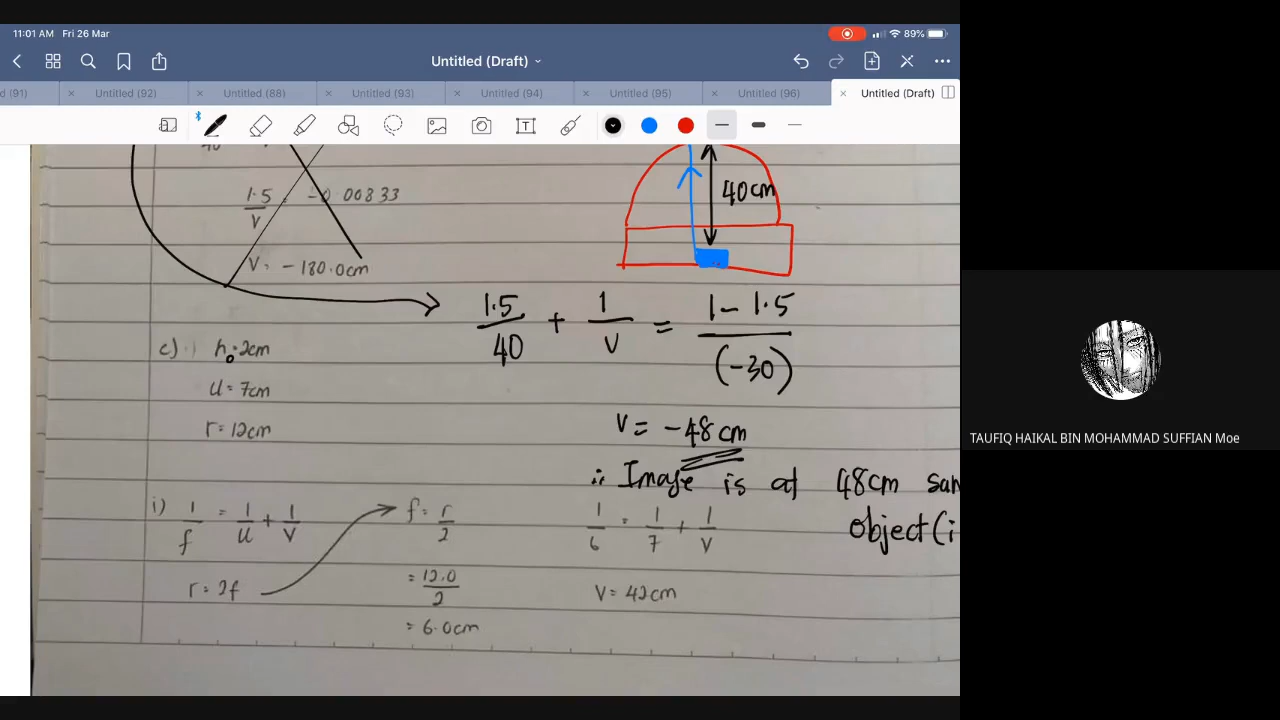 11:01 AM Fri 26 Mar
89%
Untitled (Draft)
d (91)
Untitled (92)
Untitled (88)
Untitled (93)
Untitled (94)
Untitled (95)
Untitled (96)
Untitled (Draft)
40cm
1.5/V = -0.00833
V = -180.0cm
1.5/40 + 1/V = 1 - 1.5/(-30)
c) h₀ = 2cm
u = 7cm
r = 12cm
V = -48 cm
∴ Image is at 48cm
object (i
i) 1/f = 1/u + 1/V
f = r/2
1/6 = 1/7 + 1/V
r = 2f
= 12.0/2
V = 42cm
= 6.0cm
TAUFIQ HAIKAL BIN MOHAMMAD SUFFIAN Moe